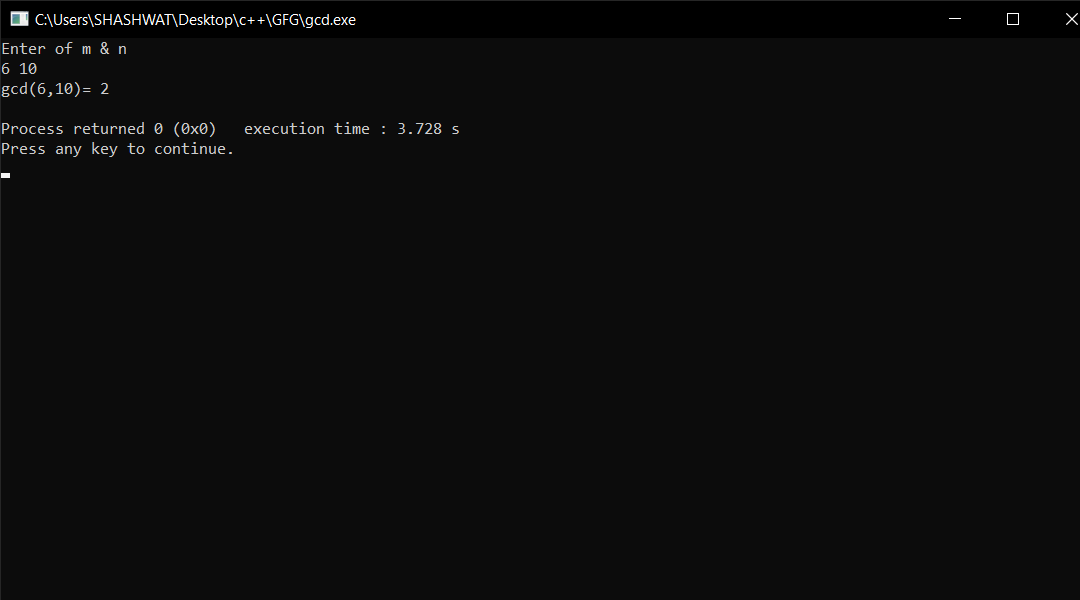 C:\Users\SHASHWAT\Desktop\c++\GFG\gcd.exe
Enter of m & n
6 10
gcd(6,10)= 2
Process returned 0 (0x0)   execution time : 3.728 s
Press any key to continue.